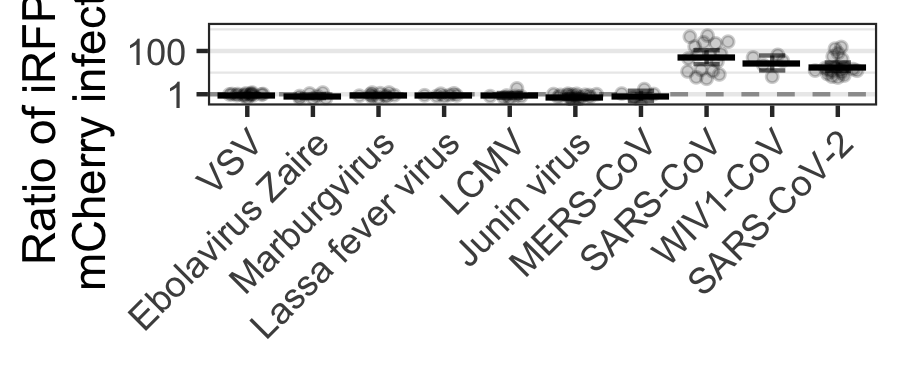 Ratio of iRFP
mCherry infect
100
1
VSV
Ebolavirus Zaire
Marburgvirus
Lassa fever virus
LCMV
Junin virus
MERS-CoV
SARS-CoV
WIV1-CoV
SARS-CoV-2